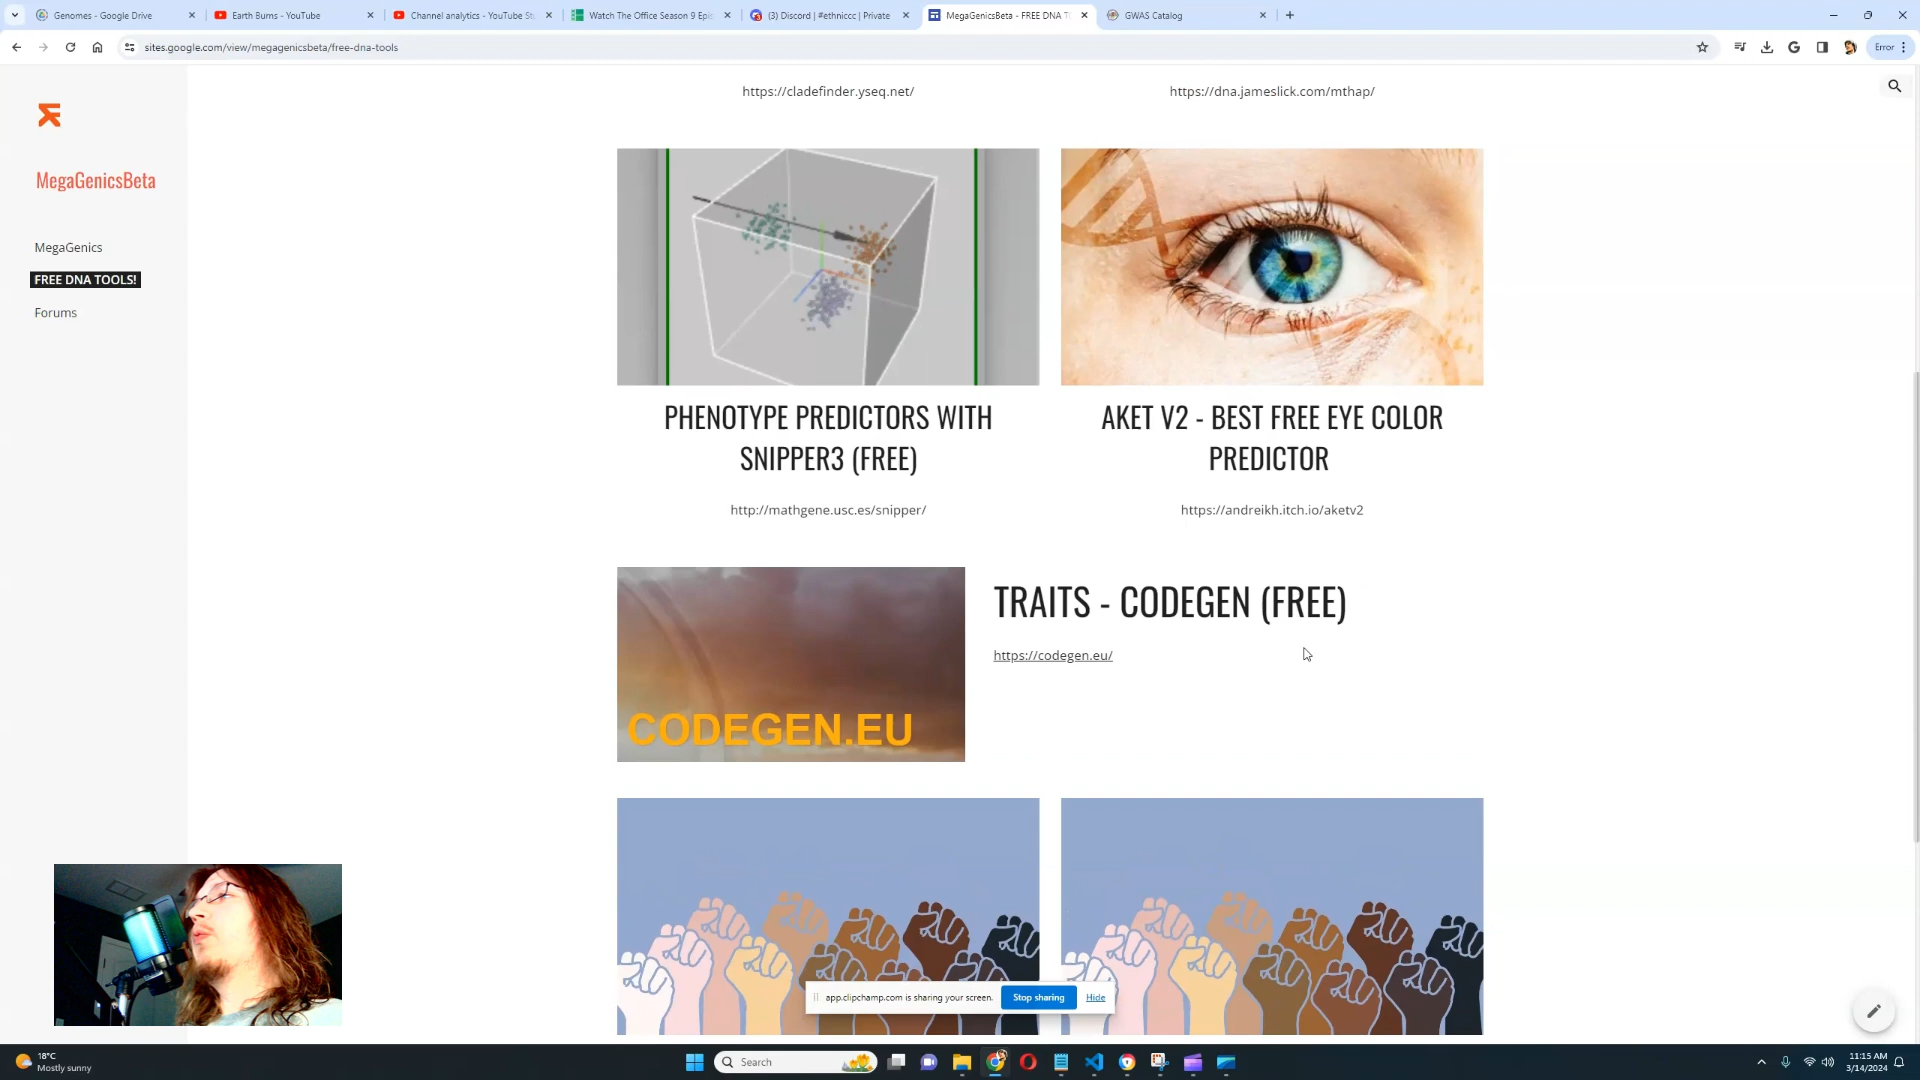 Genomes - Google Drive
Earth Burns - YouTube
Channel analytics - YouTube St
Watch The Office Season 9 Epis
(3) Discord | #ethniccc | Private
MegaGenicsBeta - FREE DNA T
GWAS Catalog
sites.google.com/view/megagenicsbeta/free-dna-tools
Error
MegaGenicsBeta
MegaGenics
FREE DNA TOOLS!
Forums
https://cladefinder.yseq.net/
https://dna.jameslick.com/mthap/
PHENOTYPE PREDICTORS WITH
SNIPPER3 (FREE)
http://mathgene.usc.es/snipper/
AKET V2 - BEST FREE EYE COLOR
PREDICTOR
https://andreikh.itch.io/aketv2
CODEGEN.EU
TRAITS - CODEGEN (FREE)
https://codegen.eu/
app.clipchamp.com is sharing your screen.
Stop sharing
Hide
18°C
Mostly sunny
Search
11:15 AM
3/14/2024